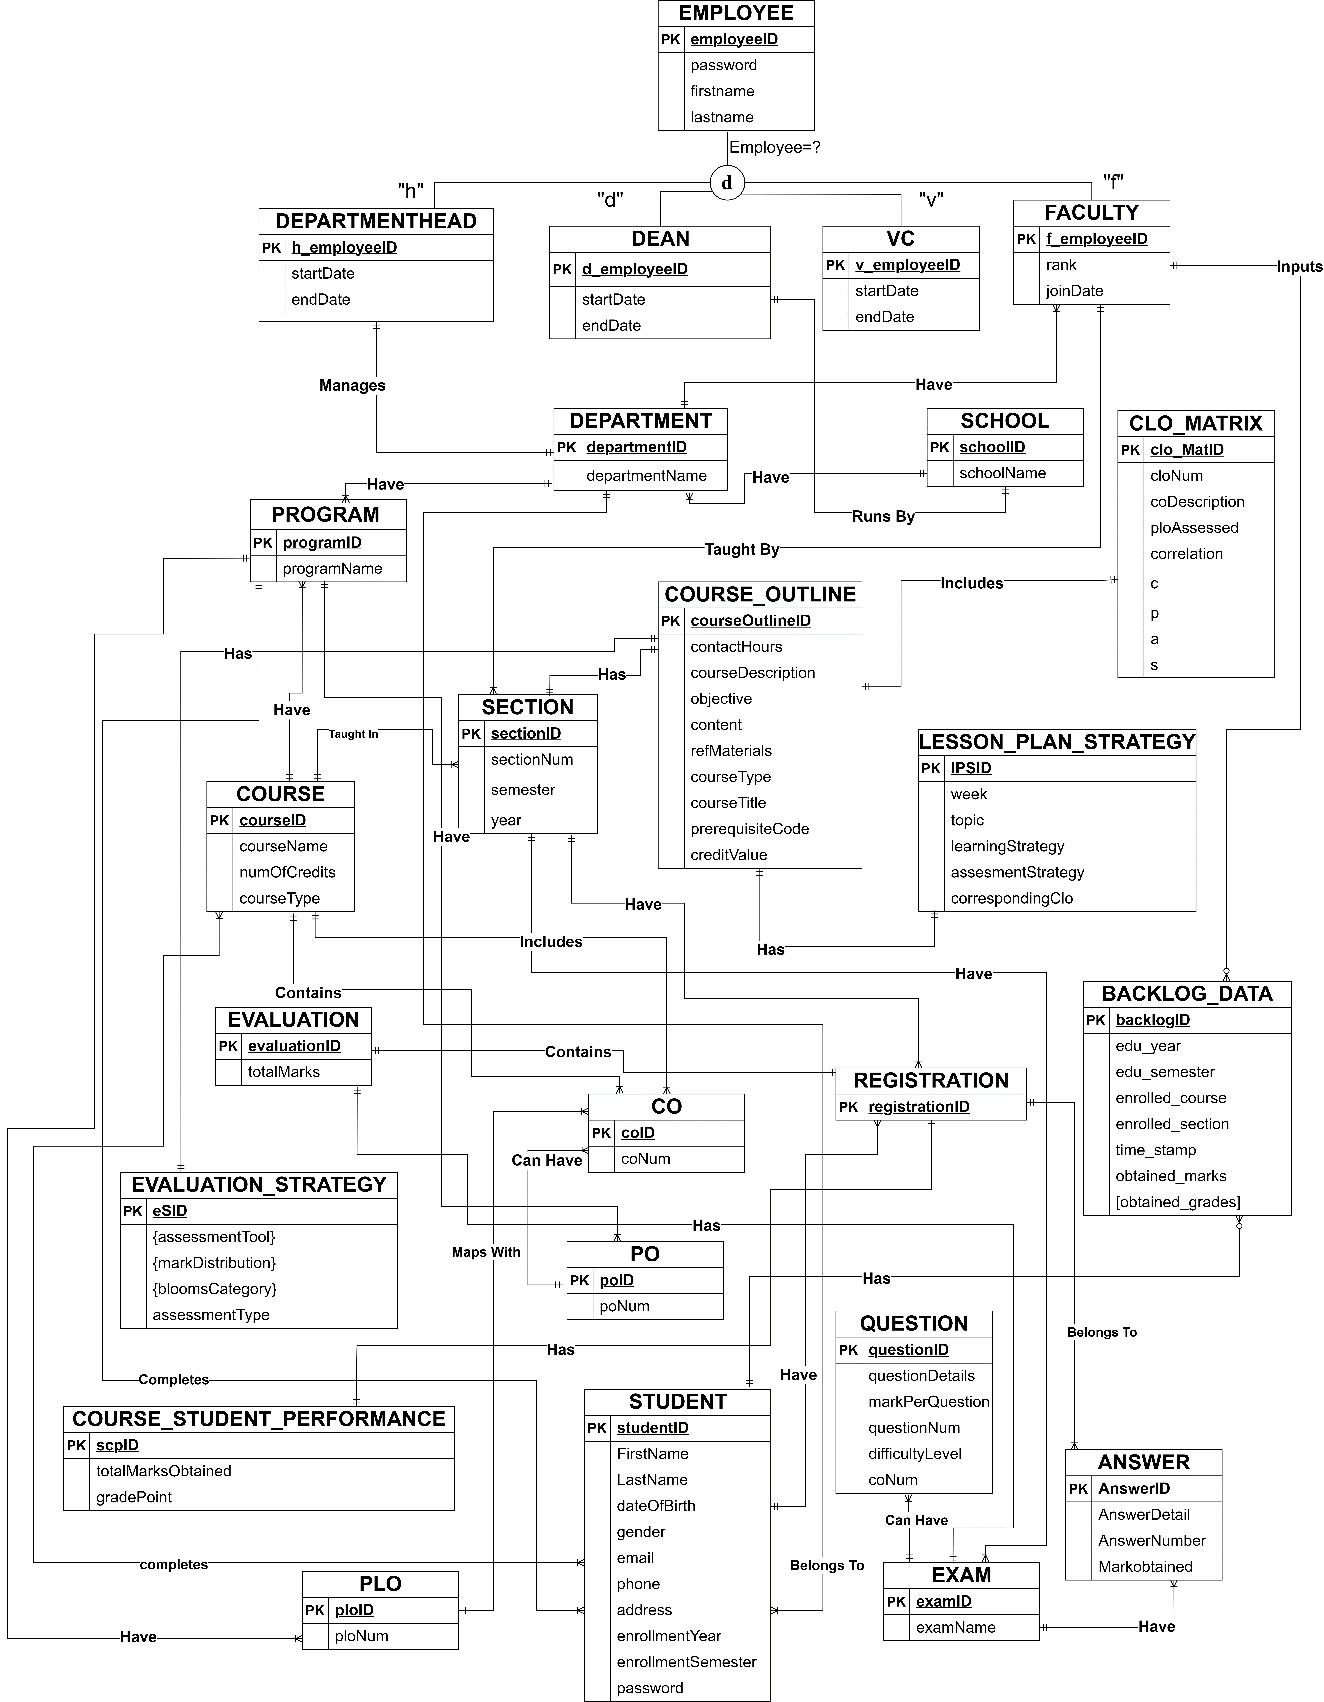 EMPLOYEE
PK employeeID
password
firstname
lastname
Employee=?
d
"h"
"d"
"v"
"f"
DEPARTMENTHEAD
PK h_employeeID
startDate
endDate
DEAN
PK d_employeeID
startDate
endDate
VC
PK v_employeeID
startDate
endDate
FACULTY
PK f_employeeID
rank
joinDate
Inputs
Manages
Have
DEPARTMENT
PK departmentID
departmentName
SCHOOL
PK schoolID
schoolName
CLO_MATRIX
PK clo_MatID
cloNum
coDescription
ploAssessed
correlation
c
p
a
s
Have
Have
Runs By
PROGRAM
PK programID
programName
Taught By
Includes
COURSE_OUTLINE
PK courseOutlineID
contactHours
courseDescription
objective
content
refMaterials
courseType
courseTitle
prerequisiteCode
creditValue
Has
Has
Have
Taught In
SECTION
PK sectionID
sectionNum
semester
year
LESSON_PLAN_STRATEGY
PK lPSID
week
topic
learningStrategy
assesmentStrategy
correspondingClo
COURSE
PK courseID
courseName
numOfCredits
courseType
Have
Have
Includes
Has
Have
Contains
EVALUATION
PK evaluationID
totalMarks
Contains
BACKLOG_DATA
PK backlogID
edu_year
edu_semester
enrolled_course
enrolled_section
time_stamp
obtained_marks
[obtained_grades]
REGISTRATION
PK registrationID
CO
PK coID
coNum
Can Have
EVALUATION_STRATEGY
PK eSID
{assessmentTool}
{markDistribution}
{bloomsCategory}
assessmentType
Has
Maps With
PO
PK poID
poNum
Has
QUESTION
PK questionID
questionDetails
markPerQuestion
questionNum
difficultyLevel
coNum
Belongs To
Has
Have
Completes
COURSE_STUDENT_PERFORMANCE
PK scpID
totalMarksObtained
gradePoint
STUDENT
PK studentID
FirstName
LastName
dateOfBirth
gender
email
phone
address
enrollmentYear
enrollmentSemester
password
ANSWER
PK AnswerID
AnswerDetail
AnswerNumber
Markobtained
Can Have
completes
Belongs To
PLO
PK ploID
ploNum
EXAM
PK examID
examName
Have
Have